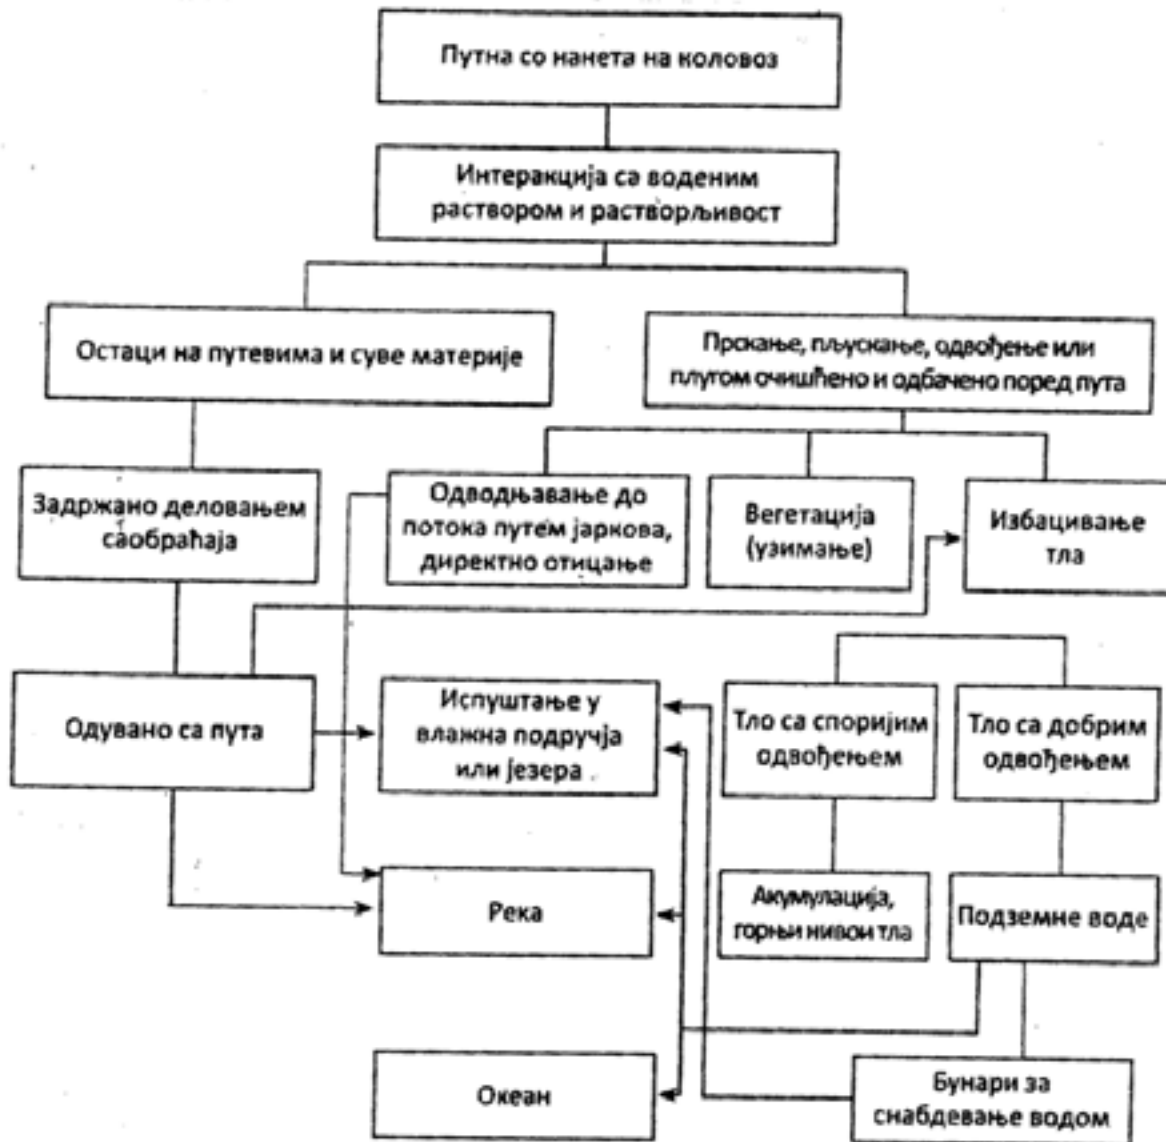 Путна со нанета на коловоз
Интеракција са воденим
раствором и растворљивост
Остаци на путевима и суве материје
Прскање, пљускање, одвођење или
плугом очишћено и одбачено поред пута
Задржано деловањем
саобраћаја
Одводњавање до
потока путем јаркова,
директно отицање
Вегетација
(узимање)
Избацивање
тла
Одувано са пута
Испуштање у
влажна подручја
или језера
Тло са споријим
одвођењем
Тло са добрим
одвођењем
Река
Акумулација,
горњи нивои тла
Подземне воде
Океан
Бунари за
снабдевање водом